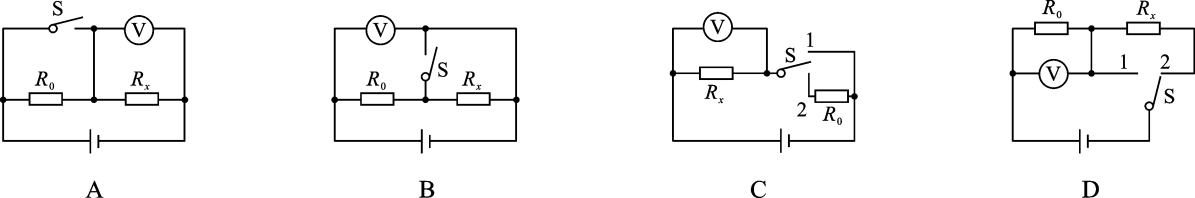 S V R₀ Rₓ
V S R₀ Rₓ
V S 1 Rₓ 2 R₀
R₀ Rₓ V 1 2 S
A B C D